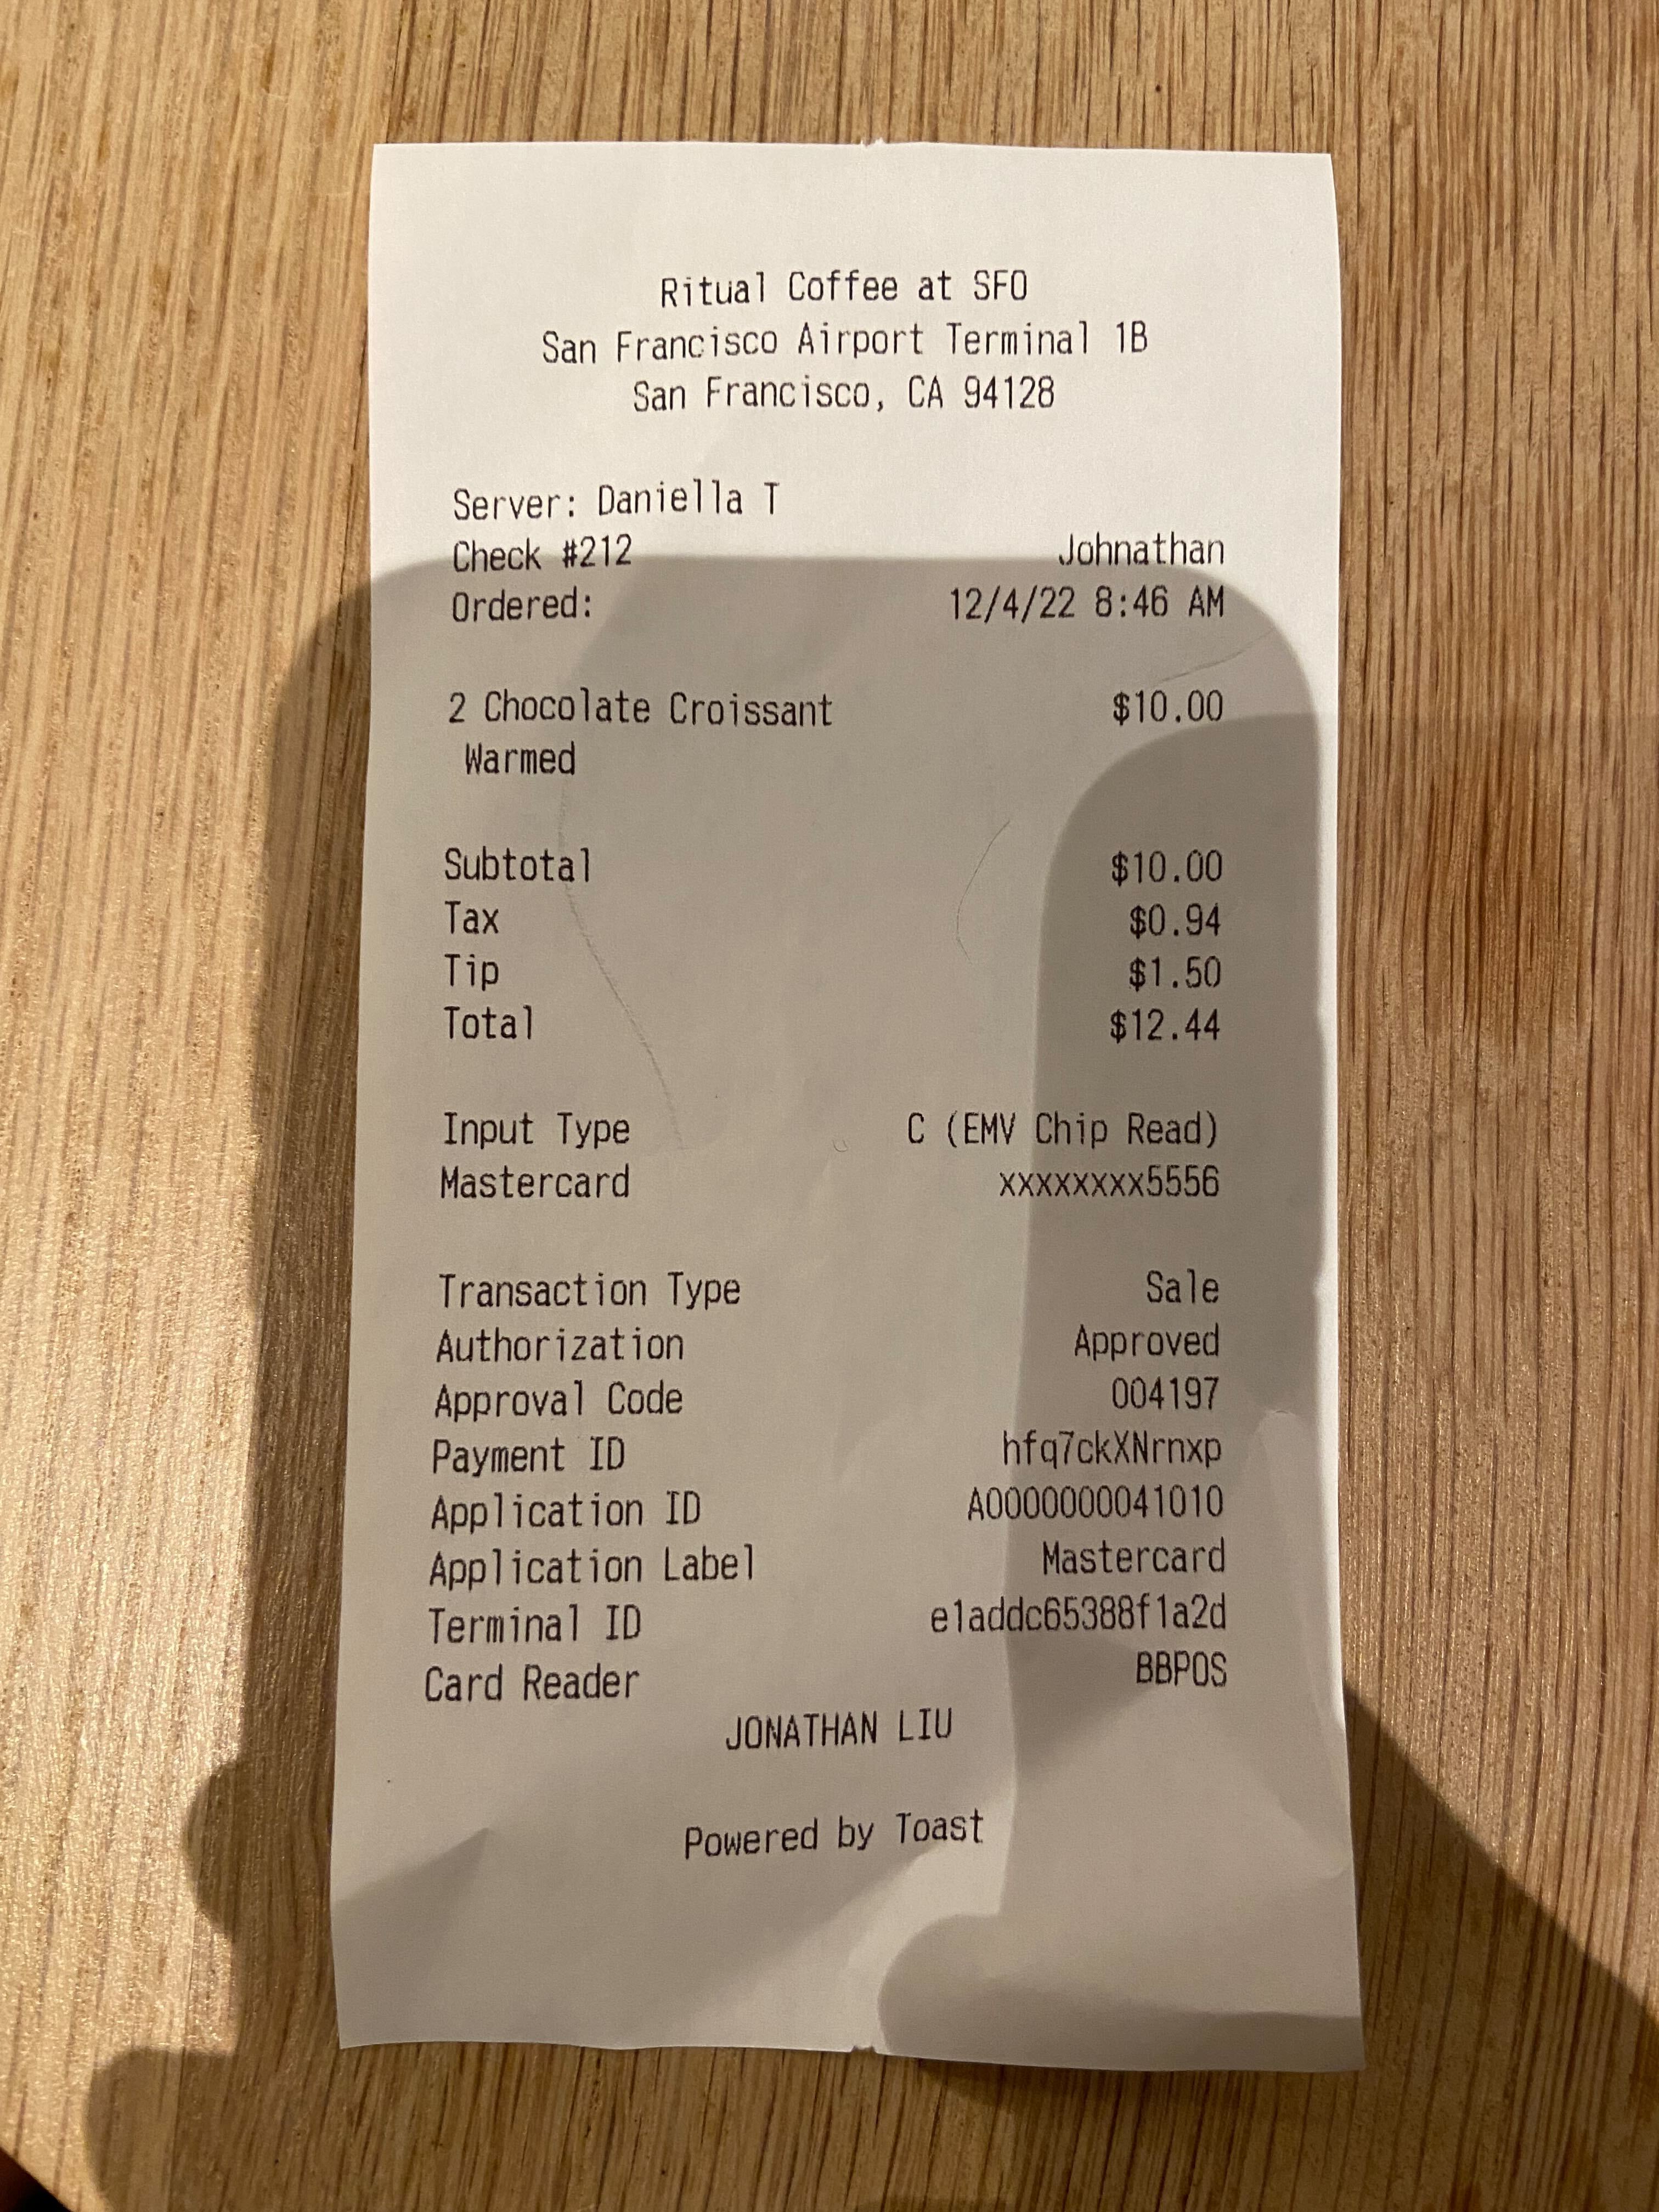 Ritual Coffee at SFO
San Francisco Airport Terminal 1B
San Francisco, CA 94128
Server: Daniella T
Check #212 Johnathan
Ordered: 12/4/22 8:46 AM
2 Chocolate Croissant $10.00
Warmed
Subtotal $10.00
Tax $0.94
Tip $1.50
Total $12.44
Input Type C (EMV Chip Read)
Mastercard xxxxxxxx5556
Transaction Type Sale
Authorization Approved
Approval Code 004197
Payment ID hfq7ckXNrnxp
Application ID A0000000041010
Application Label Mastercard
Terminal ID e1addc65388f1a2d
Card Reader BBPOS
JONATHAN LIU
Powered by Toast